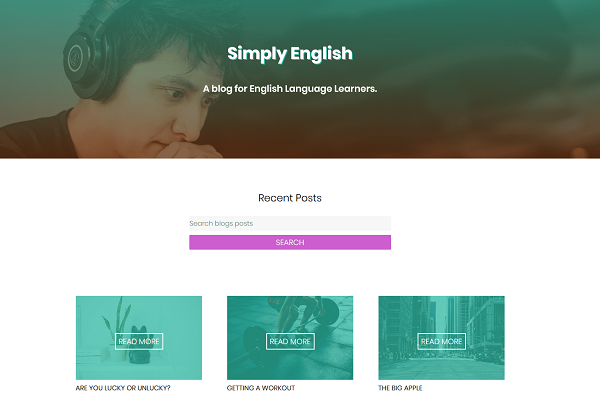 Simply English
A blog for English Language Learners.
Recent Posts
Search blogs posts
SEARCH
READ MORE
READ MORE
READ MORE
ARE YOU LUCKY OR UNLUCKY?
GETTING A WORKOUT
THE BIG APPLE